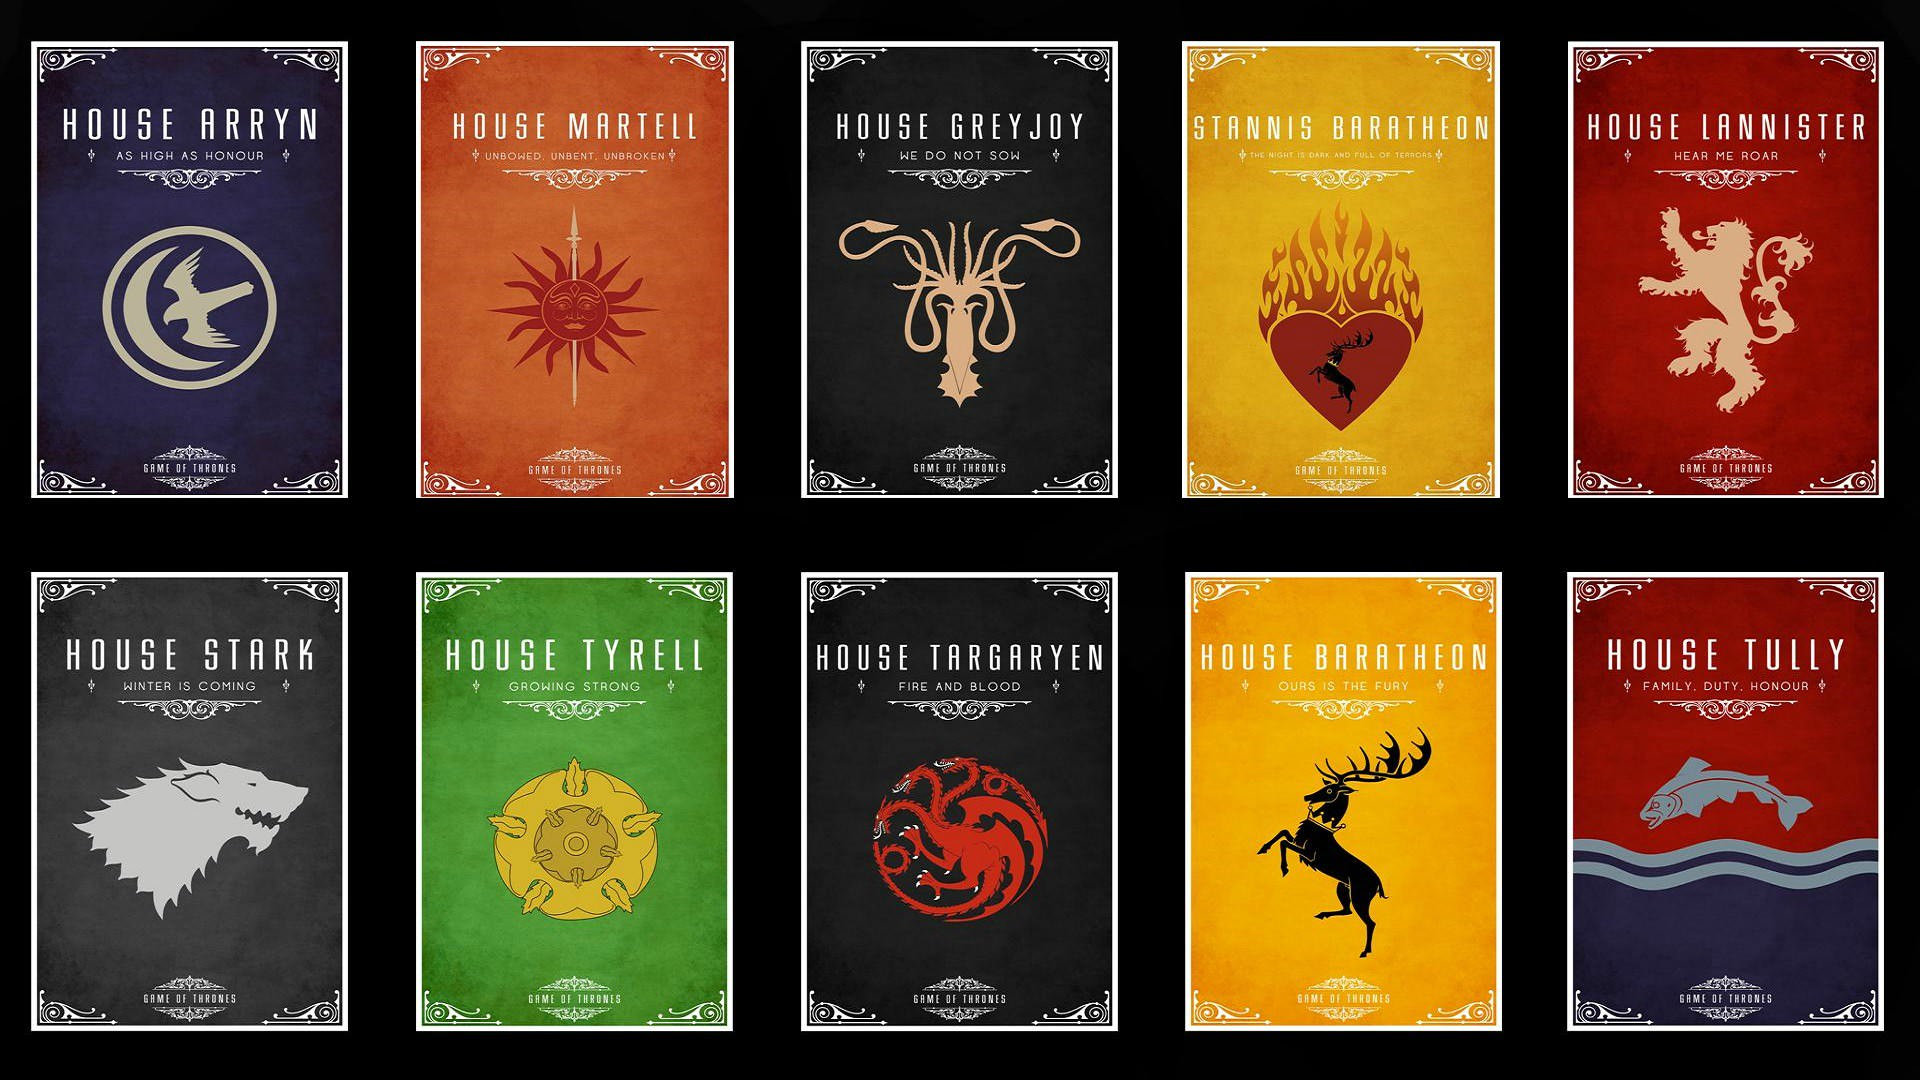 HOUSE ARRYN
AS HIGH AS HONOUR
GAME OF THRONES
HOUSE MARTELL
UNBOWED, UNBENT, UNBROKEN
GAME OF THRONES
HOUSE GREYJOY
WE DO NOT SOW
GAME OF THRONES
STANNIS BARATHEON
THE NIGHT IS DARK AND FULL OF TERRORS
GAME OF THRONES
HOUSE LANNISTER
HEAR ME ROAR
GAME OF THRONES
HOUSE STARK
WINTER IS COMING
GAME OF THRONES
HOUSE TYRELL
GROWING STRONG
GAME OF THRONES
HOUSE TARGARYEN
FIRE AND BLOOD
GAME OF THRONES
HOUSE BARATHEON
OURS IS THE FURY
GAME OF THRONES
HOUSE TULLY
FAMILY, DUTY, HONOUR
GAME OF THRONES